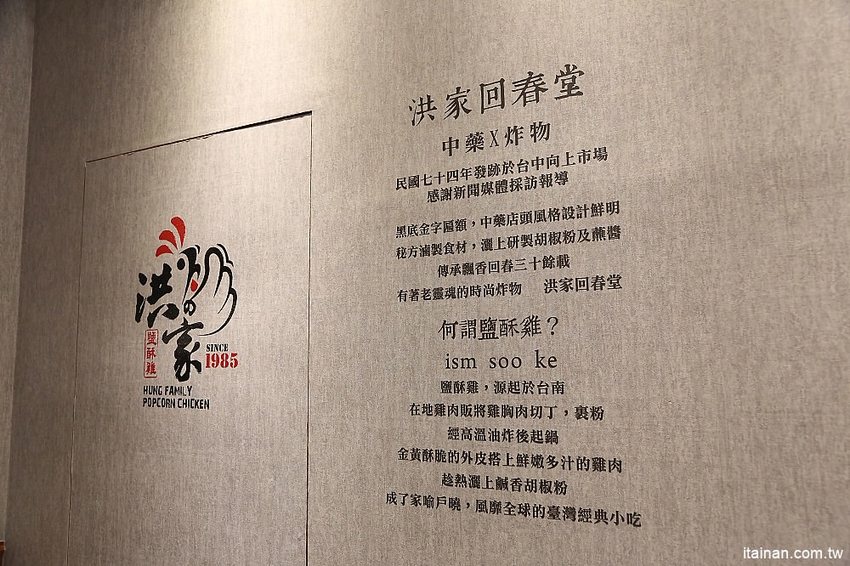 洪の家
鹽酥雞
SINCE
1985
HUNG FAMILY
POPCORN CHICKEN
洪家回春堂
中藥X炸物
民國七十四年發跡於台中向上市場
感謝新聞媒體採訪報導
黑底金字匾額，中藥店頭風格設計鮮明
秘方滷製食材，灑上研製胡椒粉及蘸醬
傳承飄香回春三十餘載
有著老靈魂的時尚炸物 洪家回春堂
何謂鹽酥雞？
ism soo ke
鹽酥雞，源起於台南
在地雞肉販將雞胸肉切丁，裹粉
經高溫油炸後起鍋
金黃酥脆的外皮搭上鮮嫩多汁的雞肉
趁熱灑上鹹香胡椒粉
成了家喻戶曉，風靡全球的臺灣經典小吃
itainan.com.tw